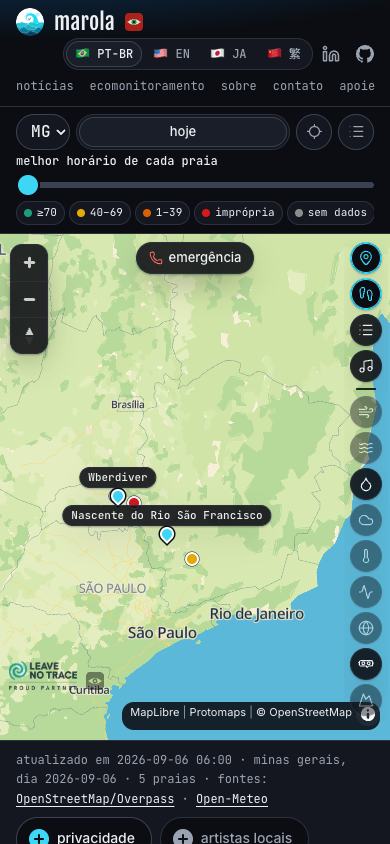 marola
PT-BR
EN
JA
繁
notícias
ecomonitoramento
sobre
contato
apoie
MG
hoje
melhor horário de cada praia
≥70
40–69
1–39
imprópria
sem dados
emergência
Brasília
Wberdiver
Nascente do Rio São Francisco
SÃO PAULO
Rio de Janeiro
São Paulo
LEAVE
NO TRACE
Curitiba
MapLibre | Protomaps | © OpenStreetMap
atualizado em 2026-09-06 06:00 · minas gerais,
dia 2026-09-06 · 5 praias · fontes:
OpenStreetMap/Overpass · Open-Meteo
privacidade
artistas locais